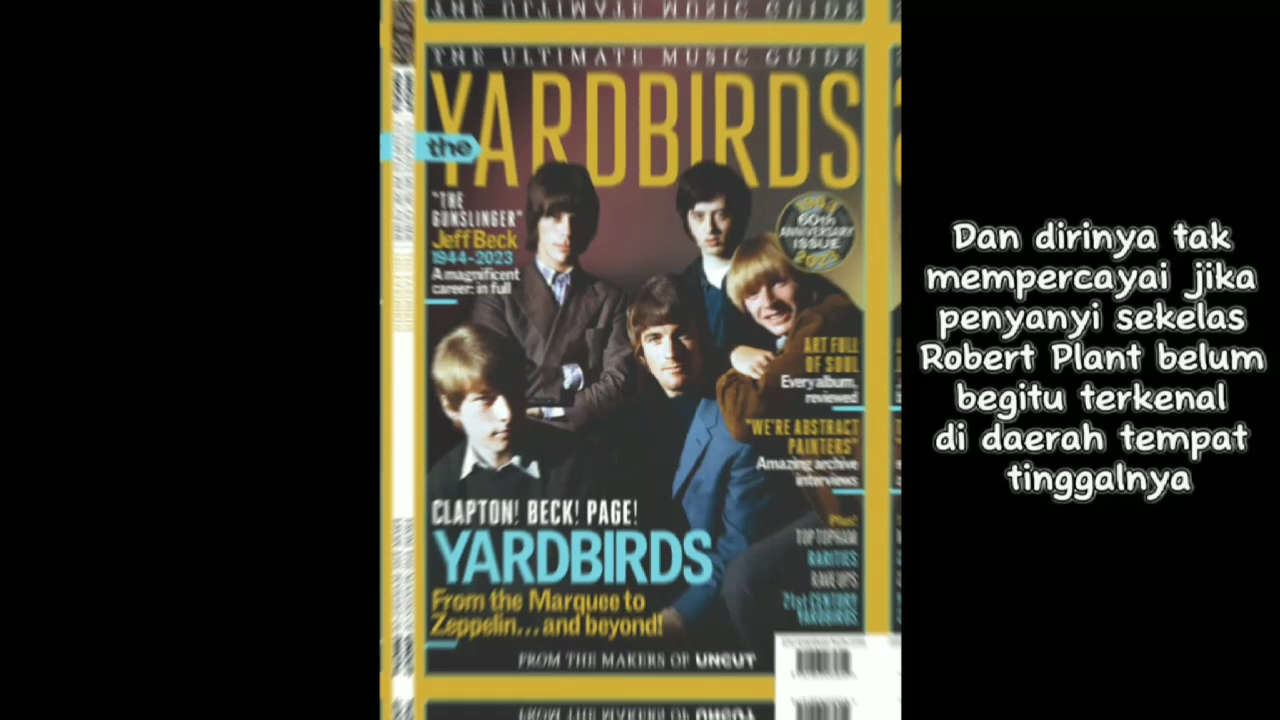 THE ULTIMATE MUSIC GUIDE
the
YARDBIRDS
"THE
GUNSLINGER"
Jeff Beck
1944-2023
A magnificent
career: in full
60th
ANNIVERSARY
ISSUE
2023
ART FULL
OF SOUL
Every album,
reviewed
"WE'RE ABSTRACT
PAINTERS"
Amazing archive
interviews
CLAPTON! BECK! PAGE!
YARDBIRDS
From the Marquee to
Zeppelin... and beyond!
Plus!
TOP TOPHAM
RARITIES
RAVE UPS
21st CENTURY
YARDBIRDS
FROM THE MAKERS OF UNCUT
Dan dirinya tak
mempercayai jika
penyanyi sekelas
Robert Plant belum
begitu terkenal
di daerah tempat
tinggalnya